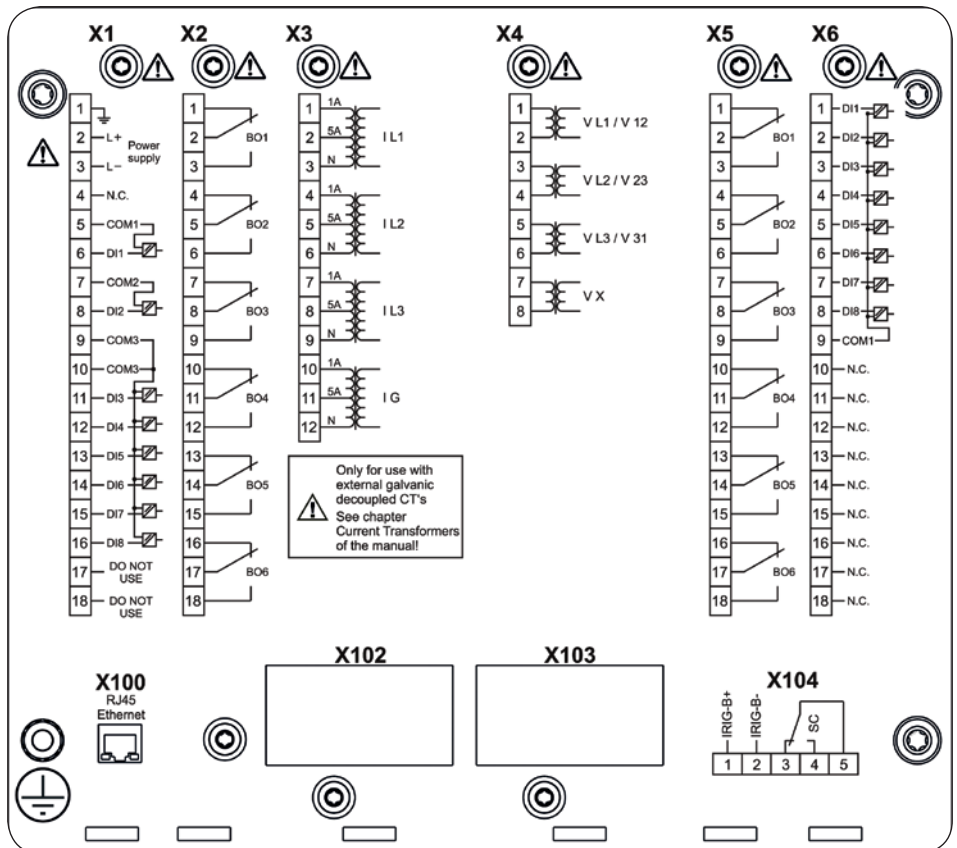 X1 X2 X3 X4 X5 X6
1
2 L+ Power supply
3 L−
4 N.C.
5 COM1
6 DI1
7 COM2
8 DI2
9 COM3
10 COM3
11 DI3
12 DI4
13 DI5
14 DI6
15 DI7
16 DI8
17 DO NOT USE
18 DO NOT USE
1
2 BO1
3
4
5 BO2
6
7
8 BO3
9
10
11 BO4
12
13
14 BO5
15
16
17 BO6
18
1 1A
2 5A I L1
3 N
4 1A
5 5A I L2
6 N
7 1A
8 5A I L3
9 N
10 1A
11 5A I G
12 N
Only for use with
external galvanic
decoupled CT's
See chapter
Current Transformers
of the manual!
1
V L1 / V 12
2
3
V L2 / V 23
4
5
V L3 / V 31
6
7
V X
8
1
2 BO1
3
4
5 BO2
6
7
8 BO3
9
10
11 BO4
12
13
14 BO5
15
16
17 BO6
18
1 DI1
2 DI2
3 DI3
4 DI4
5 DI5
6 DI6
7 DI7
8 DI8
9 COM1
10 N.C.
11 N.C.
12 N.C.
13 N.C.
14 N.C.
15 N.C.
16 N.C.
17 N.C.
18 N.C.
X100
RJ45
Ethernet
X102
X103
X104
IRIG-B+
IRIG-B-
SC
1 2 3 4 5